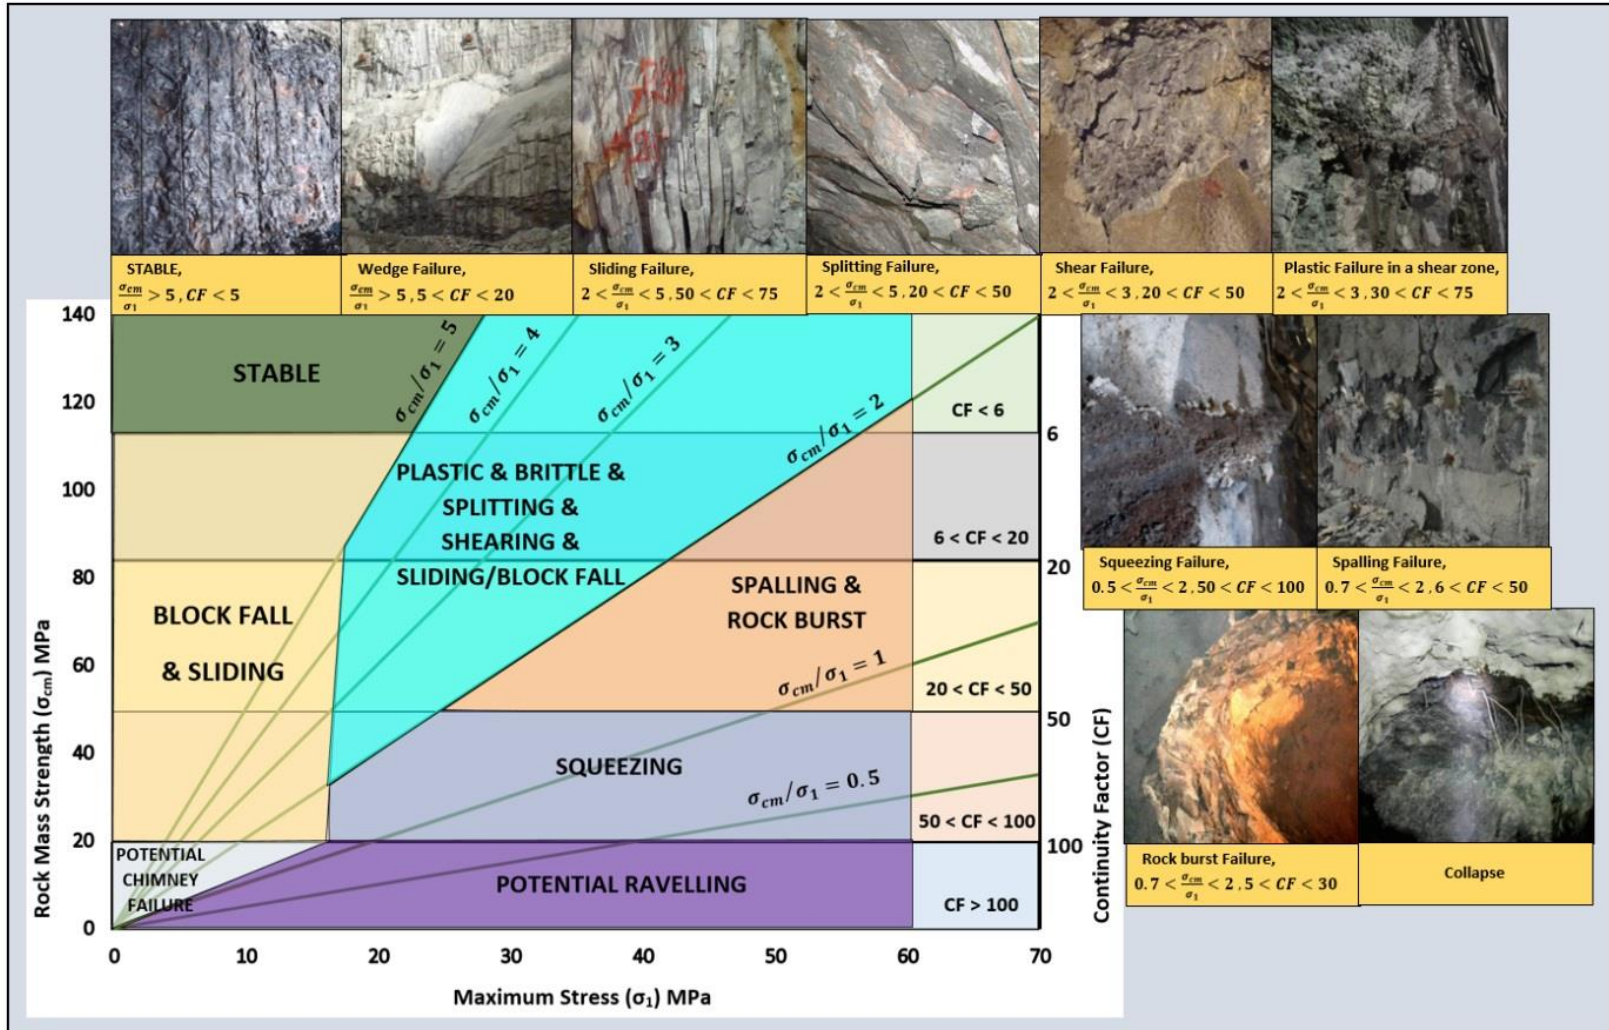 STABLE,
σcm/σ1 > 5 , CF < 5
Wedge Failure,
σcm/σ1 > 5 , 5 < CF < 20
Sliding Failure,
2 < σcm/σ1 < 5 , 50 < CF < 75
Splitting Failure,
2 < σcm/σ1 < 5 , 20 < CF < 50
Shear Failure,
2 < σcm/σ1 < 3 , 20 < CF < 50
Plastic Failure in a shear zone,
2 < σcm/σ1 < 3 , 30 < CF < 75
Rock Mass Strength (σcm) MPa
140
120
100
80
60
40
20
0
STABLE
σcm/σ1 = 5
σcm/σ1 = 4
σcm/σ1 = 3
σcm/σ1 = 2
CF < 6
PLASTIC & BRITTLE &
SPLITTING &
SHEARING &
SLIDING/BLOCK FALL
6 < CF < 20
BLOCK FALL
& SLIDING
SPALLING &
ROCK BURST
σcm/σ1 = 1
20 < CF < 50
SQUEEZING
σcm/σ1 = 0.5
50 < CF < 100
POTENTIAL
CHIMNEY
FAILURE
POTENTIAL RAVELLING
CF > 100
6
20
50
100
Continuity Factor (CF)
0
10
20
30
40
50
60
70
Maximum Stress (σ1) MPa
Squeezing Failure,
0.5 < σcm/σ1 < 2 , 50 < CF < 100
Spalling Failure,
0.7 < σcm/σ1 < 2 , 6 < CF < 50
Rock burst Failure,
0.7 < σcm/σ1 < 2 , 5 < CF < 30
Collapse